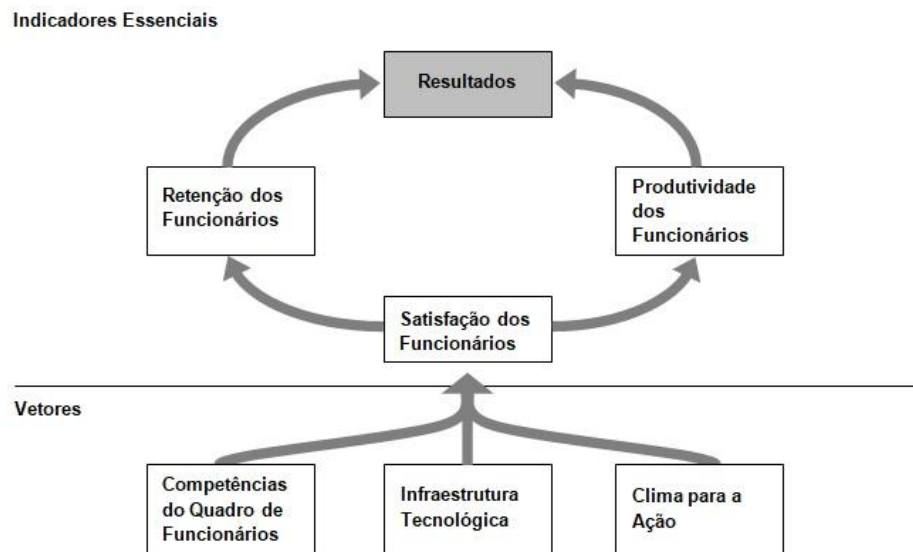 Indicadores Essenciais
Resultados
Retenção dos
Funcionários
Produtividade
dos
Funcionários
Satisfação dos
Funcionários
Vetores
Competências
do Quadro de
Funcionários
Infraestrutura
Tecnológica
Clima para a
Ação